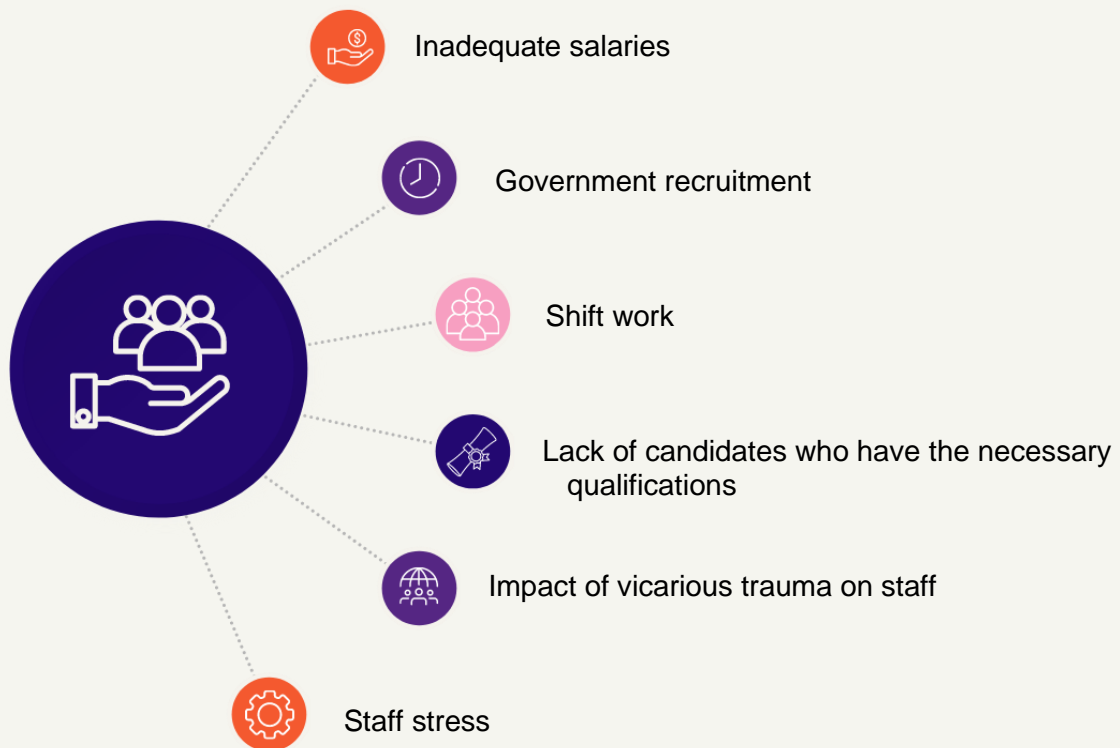 Inadequate salaries
Government recruitment
Shift work
Lack of candidates who have the necessary
qualifications
Impact of vicarious trauma on staff
Staff stress